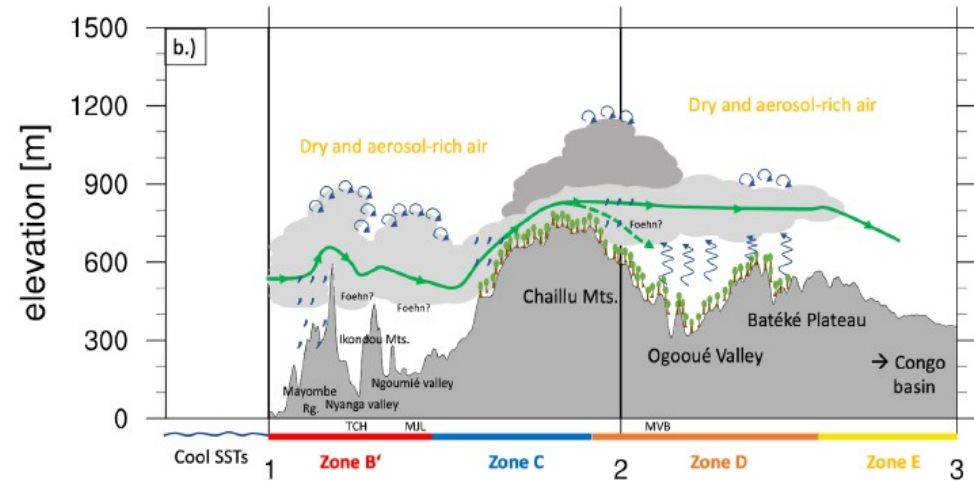 b.)
1500
1200
900
600
300
0
elevation [m]
Dry and aerosol-rich air
Dry and aerosol-rich air
Foehn?
Foehn?
Foehn?
Ikondou Mts.
Chaillu Mts.
Mayombe
Rg.
Nyanga valley
Ngoumié valley
Ogooué Valley
Batéké Plateau
→ Congo
basin
TCH
MJL
MVB
Cool SSTs
Zone B‘
Zone C
Zone D
Zone E
1
2
3